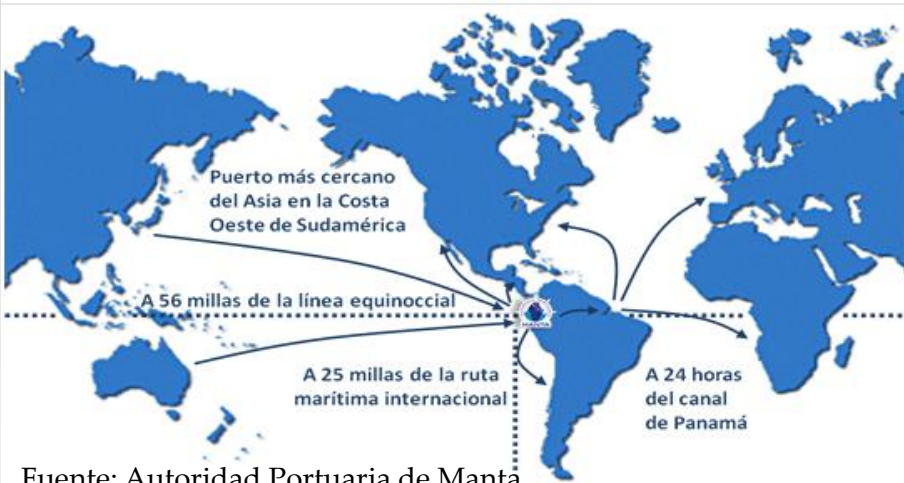 Puerto más cercano
del Asia en la Costa
Oeste de Sudamérica
A 56 millas de la línea equinoccial
MANTA
A 25 millas de la ruta
marítima internacional
A 24 horas
del canal
de Panamá
Fuente: Autoridad Portuaria de Manta